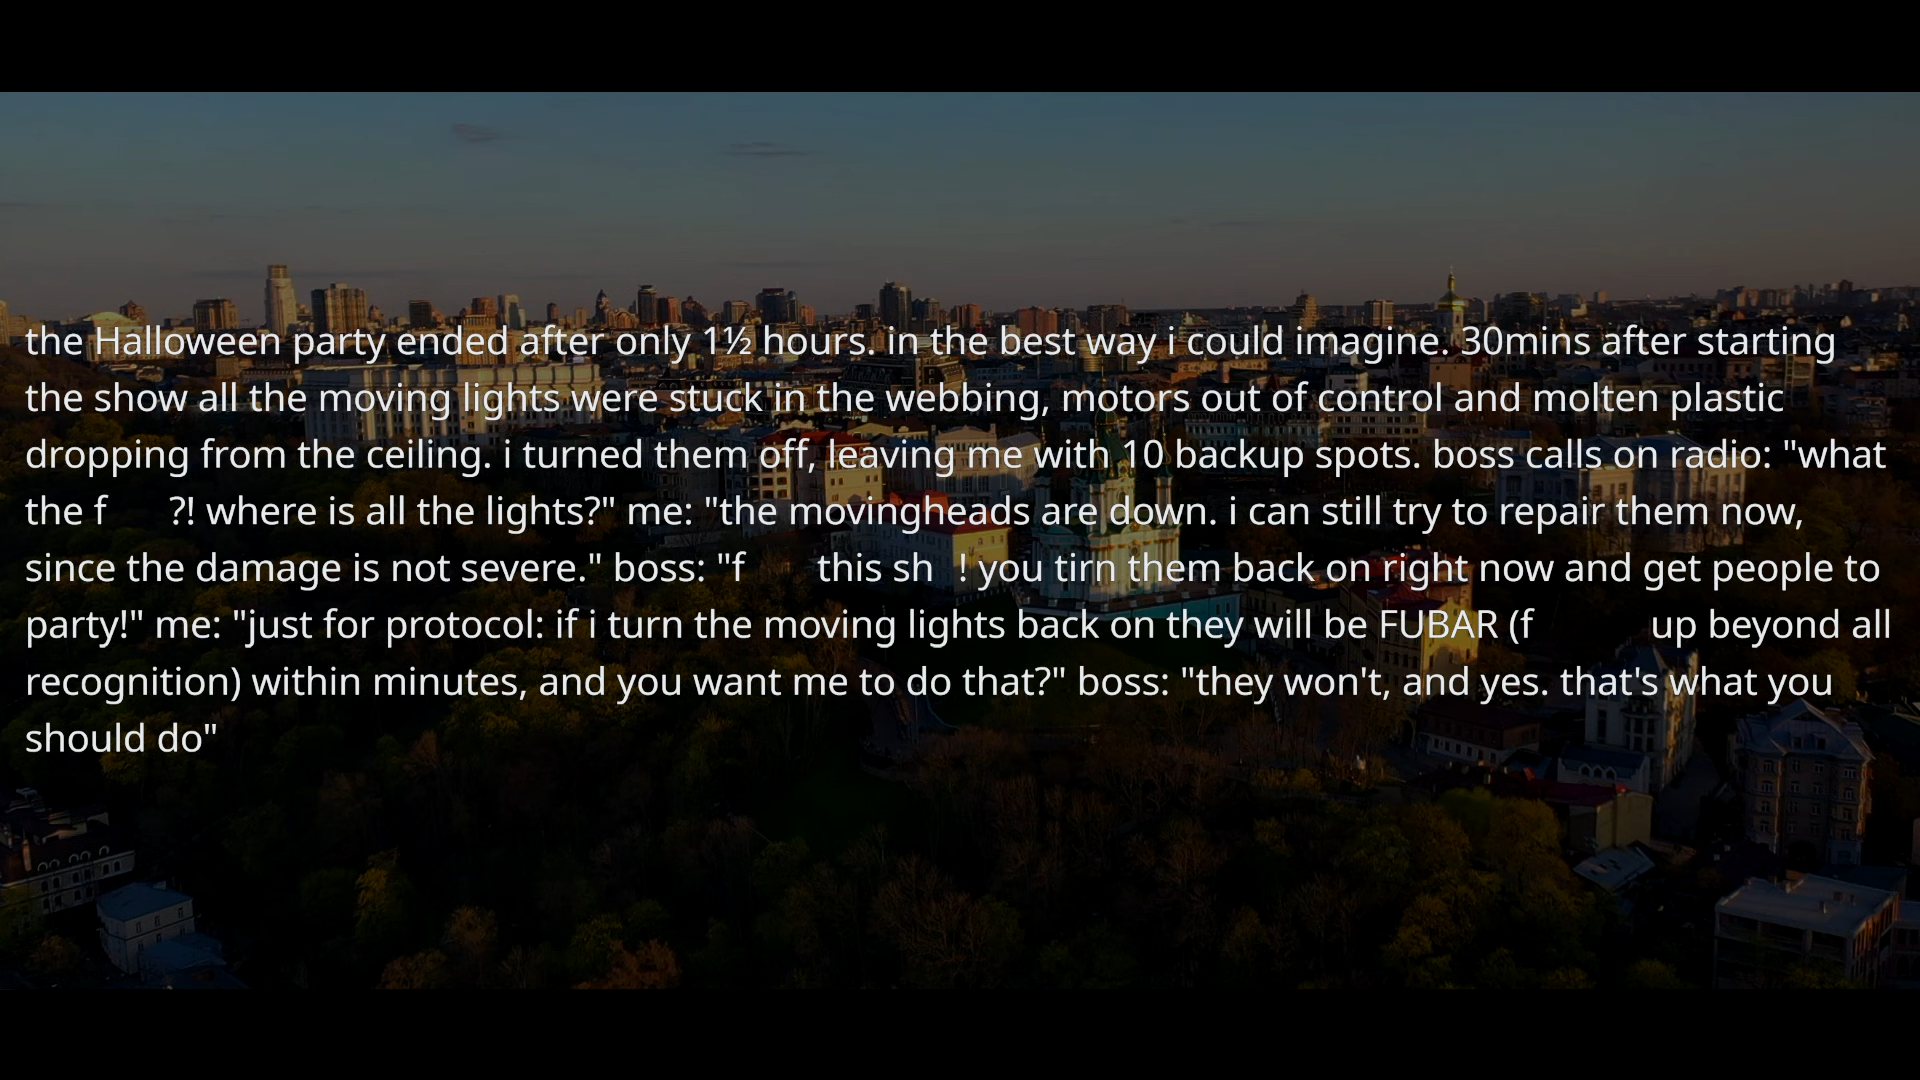 the Halloween party ended after only 1½ hours. in the best way i could imagine. 30mins after starting
the show all the moving lights were stuck in the webbing, motors out of control and molten plastic
dropping from the ceiling. i turned them off, leaving me with 10 backup spots. boss calls on radio: "what
the f ?! where is all the lights?" me: "the movingheads are down. i can still try to repair them now,
since the damage is not severe." boss: "f this sh ! you tirn them back on right now and get people to
party!" me: "just for protocol: if i turn the moving lights back on they will be FUBAR (f up beyond all
recognition) within minutes, and you want me to do that?" boss: "they won't, and yes. that's what you
should do"